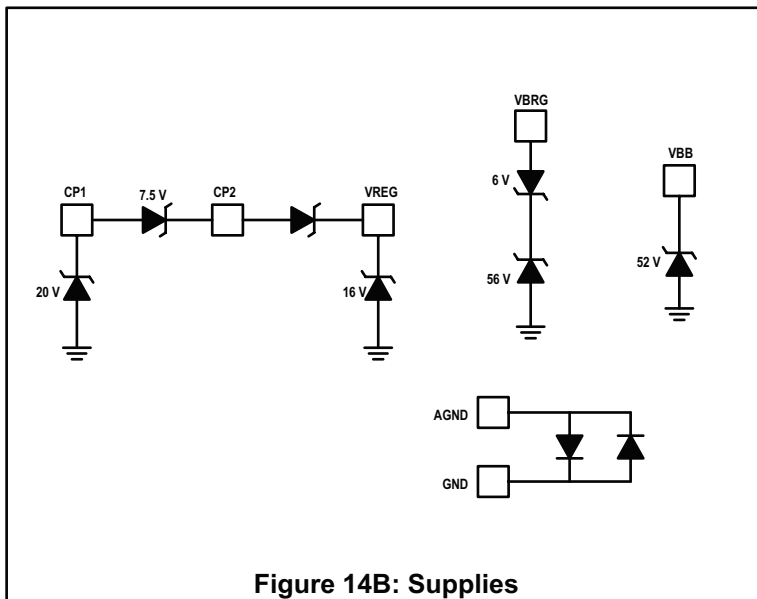 VBRG
VBB
6 V
CP1
7.5 V
CP2
VREG
20 V
16 V
56 V
52 V
AGND
GND
Figure 14B: Supplies